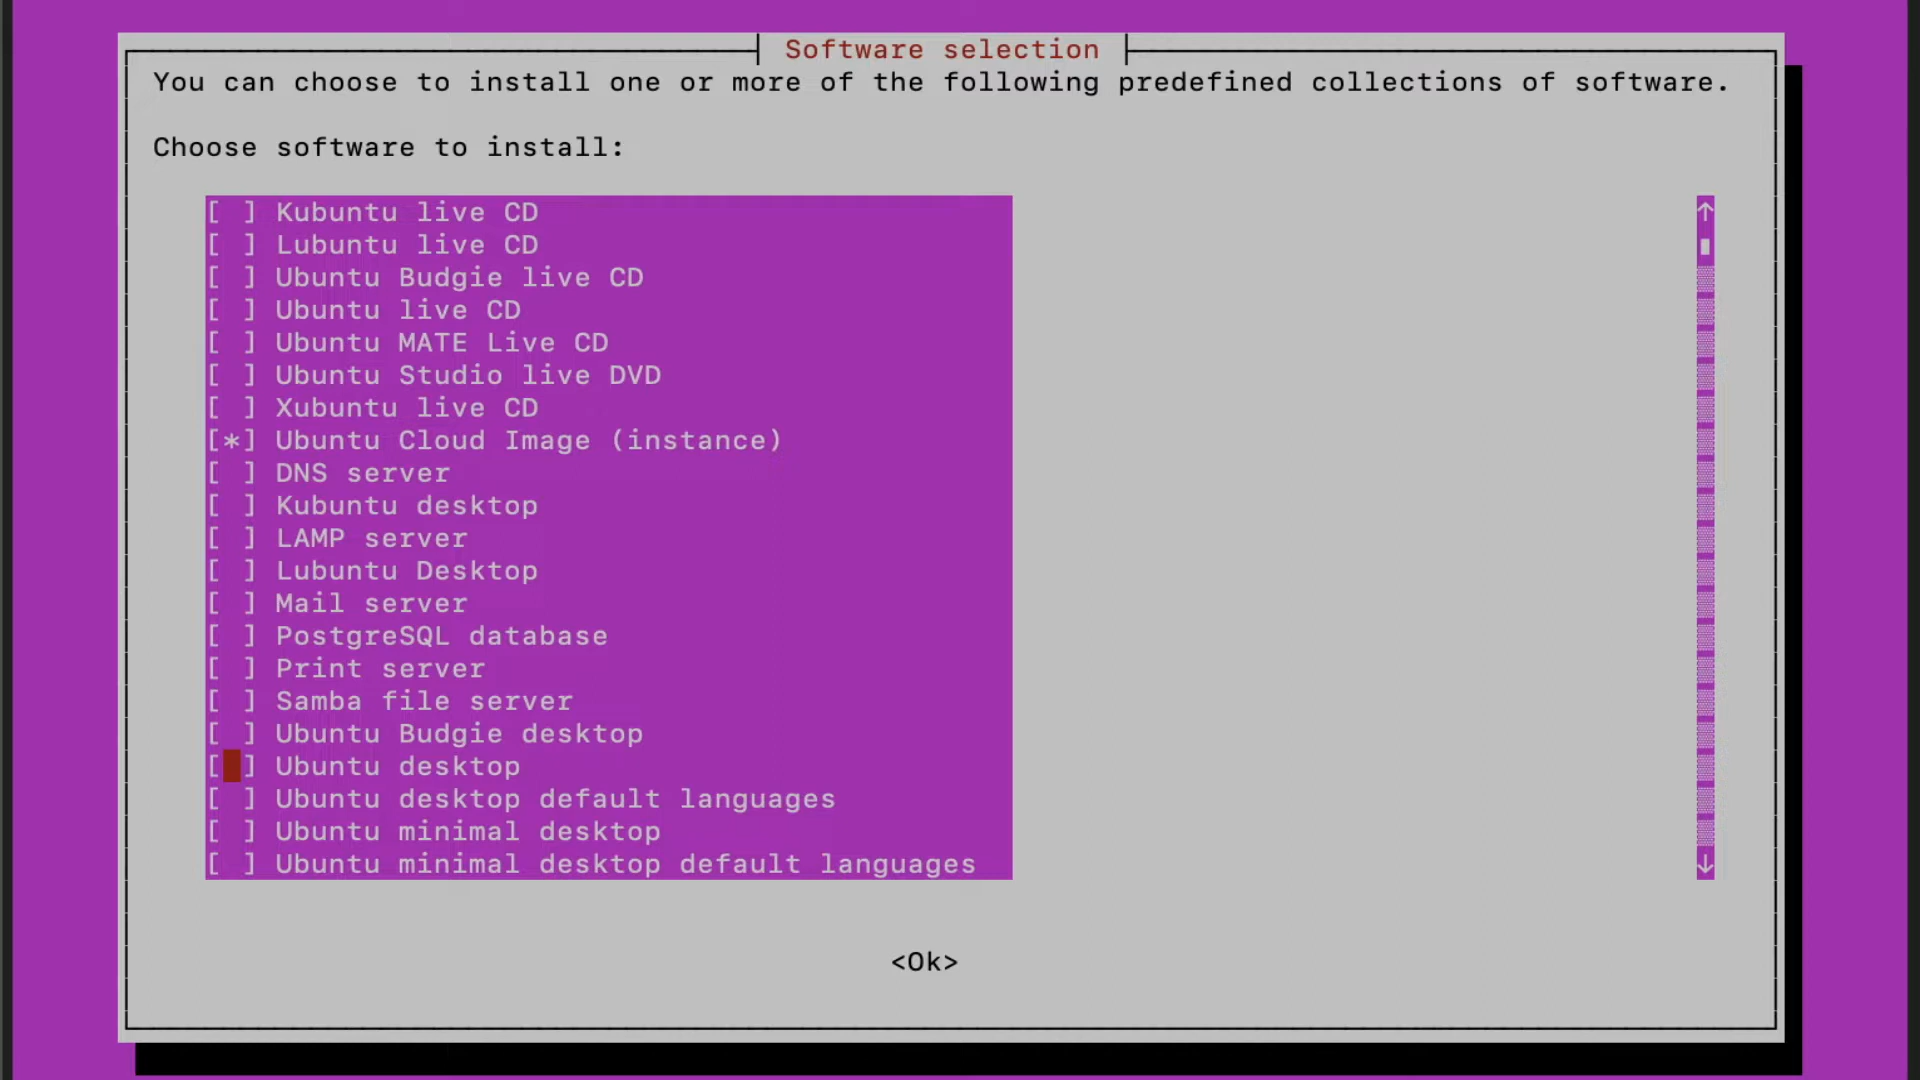 Software selection
You can choose to install one or more of the following predefined collections of software.
Choose software to install:
[ ] Kubuntu live CD
[ ] Lubuntu live CD
[ ] Ubuntu Budgie live CD
[ ] Ubuntu live CD
[ ] Ubuntu MATE Live CD
[ ] Ubuntu Studio live DVD
[ ] Xubuntu live CD
[*] Ubuntu Cloud Image (instance)
[ ] DNS server
[ ] Kubuntu desktop
[ ] LAMP server
[ ] Lubuntu Desktop
[ ] Mail server
[ ] PostgreSQL database
[ ] Print server
[ ] Samba file server
[ ] Ubuntu Budgie desktop
[ ] Ubuntu desktop
[ ] Ubuntu desktop default languages
[ ] Ubuntu minimal desktop
[ ] Ubuntu minimal desktop default languages
<Ok>